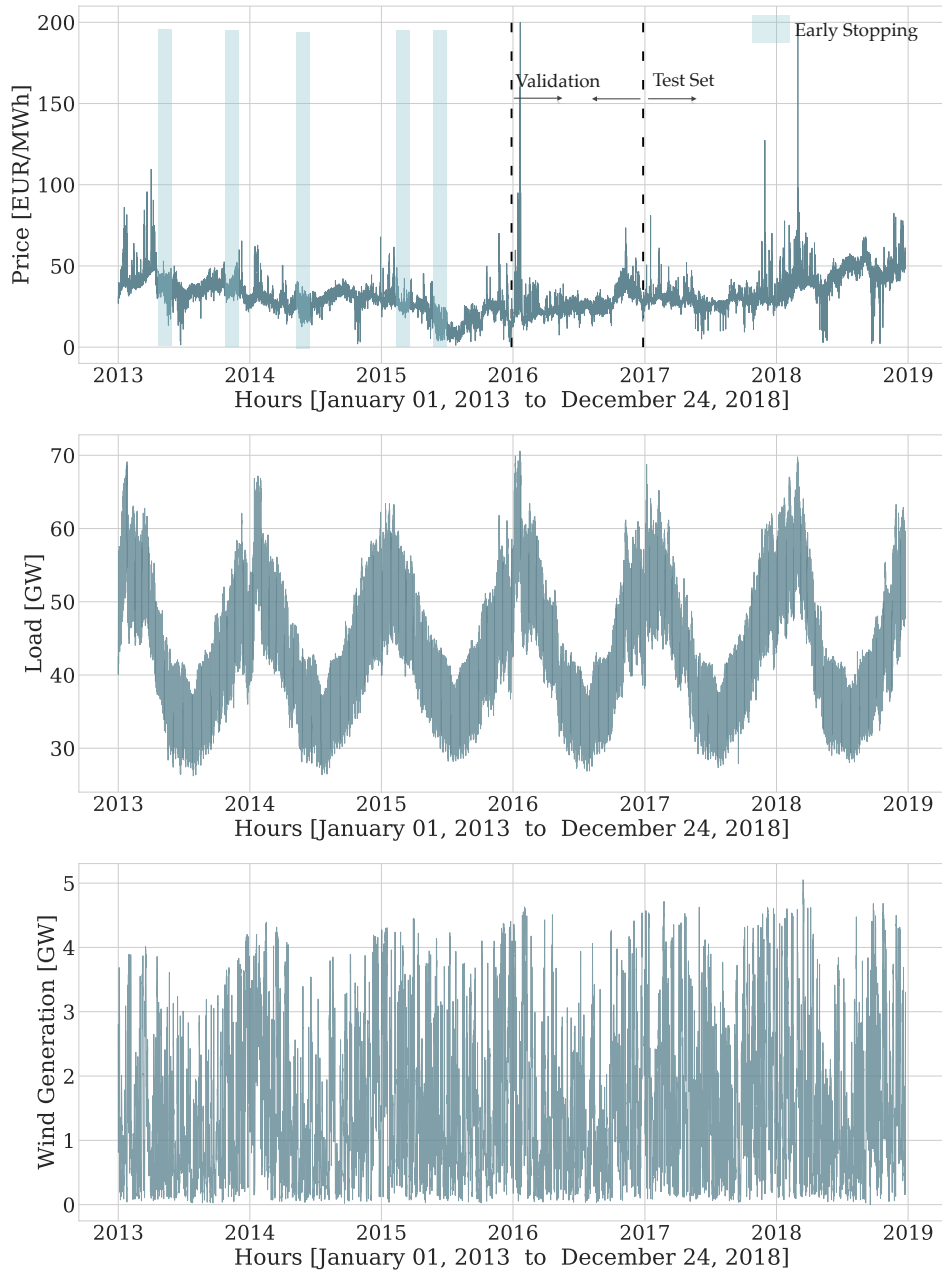 200
150
100
50
0
Price [EUR/MWh]
Early Stopping
Validation
Test Set
2013 2014 2015 2016 2017 2018 2019
Hours [January 01, 2013 to December 24, 2018]
70
60
50
40
30
Load [GW]
2013 2014 2015 2016 2017 2018 2019
Hours [January 01, 2013 to December 24, 2018]
5
4
3
2
1
0
Wind Generation [GW]
2013 2014 2015 2016 2017 2018 2019
Hours [January 01, 2013 to December 24, 2018]